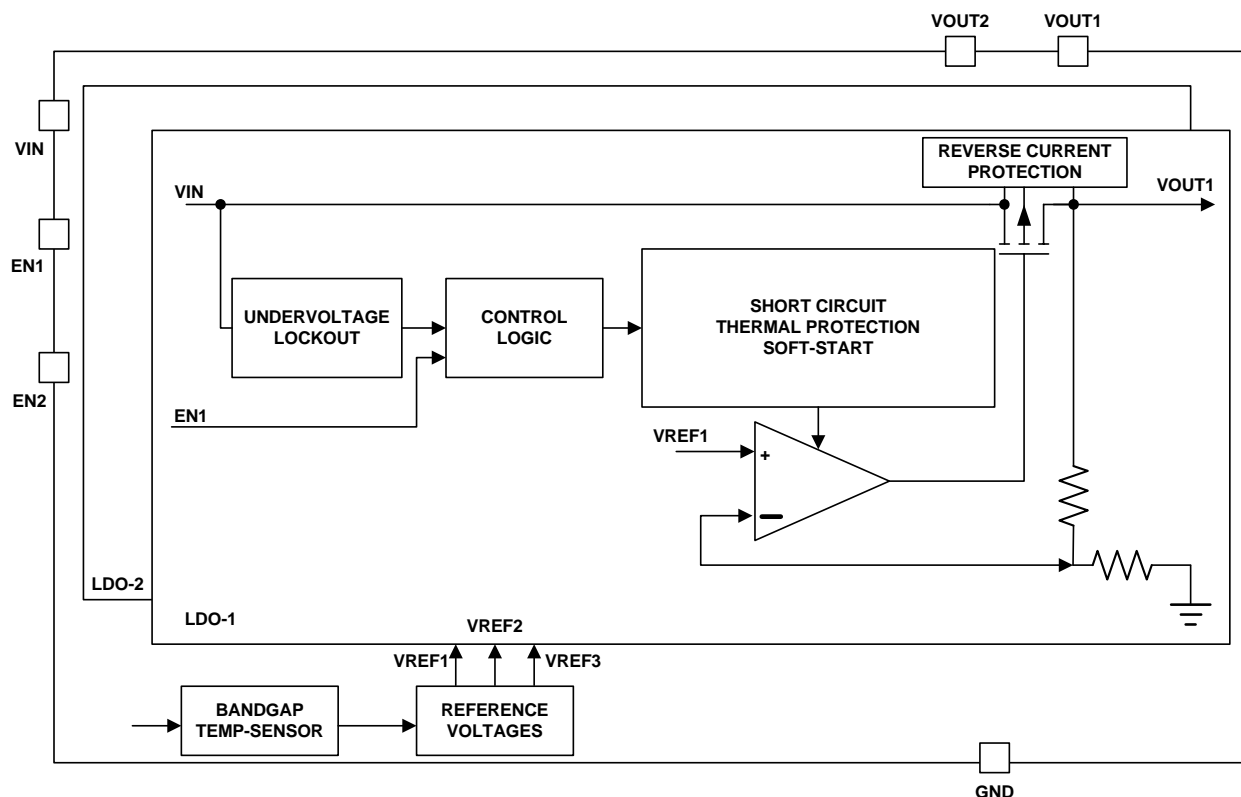 VOUT2
VOUT1
VIN
REVERSE CURRENT
PROTECTION
VIN
VOUT1
EN1
UNDERVOLTAGE
LOCKOUT
CONTROL
LOGIC
SHORT CIRCUIT
THERMAL PROTECTION
SOFT-START
EN2
EN1
VREF1
+
−
LDO-2
LDO-1
VREF2
VREF1
VREF3
BANDGAP
TEMP-SENSOR
REFERENCE
VOLTAGES
GND